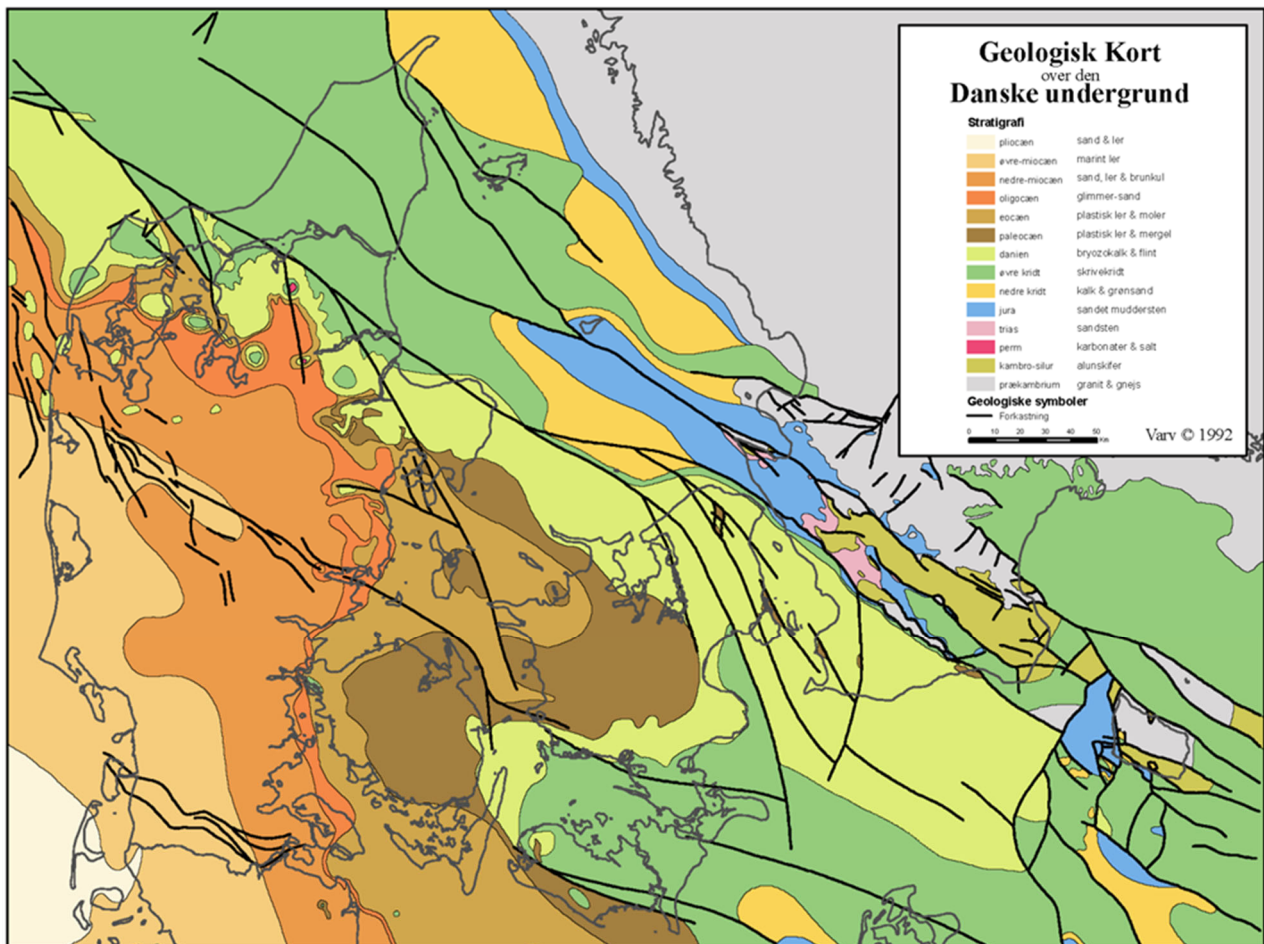 Geologisk Kort
over den
Danske undergrund
Stratigrafi
pliocæn sand & ler
øvre-miocæn marint ler
nedre-miocæn sand, ler & brunkul
oligocæn glimmer-sand
eocæn plastisk ler & moler
paleocæn plastisk ler & mergel
danien bryozokalk & flint
øvre kridt skrivekridt
nedre kridt kalk & grønsand
jura sandet muddersten
trias sandsten
perm karbonater & salt
kambro-silur alunskifer
prækambrium granit & gnejs
Geologiske symboler
Forkastning
0 10 20 30 40 50 Km
Varv © 1992